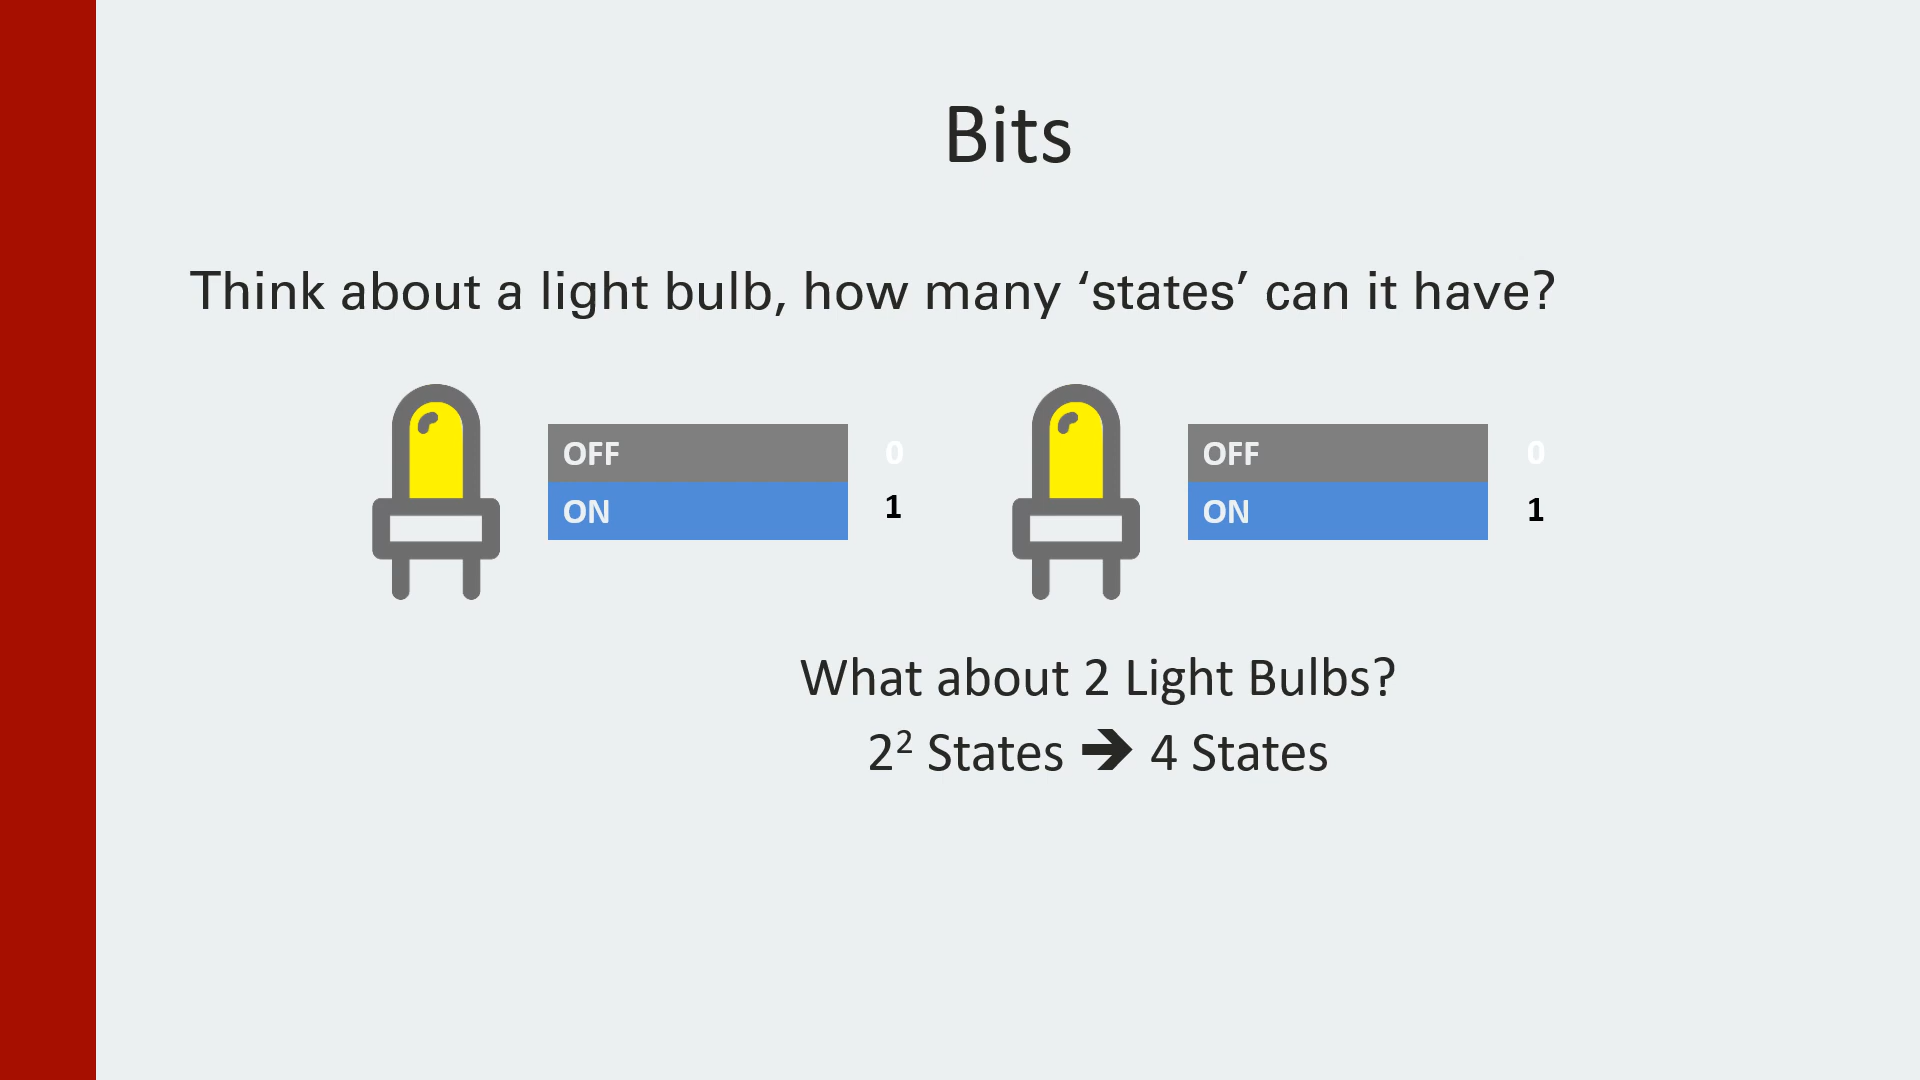 Bits
Think about a light bulb, how many ‘states’ can it have?
OFF 0
ON 1
OFF 0
ON 1
What about 2 Light Bulbs?
2² States ➔ 4 States